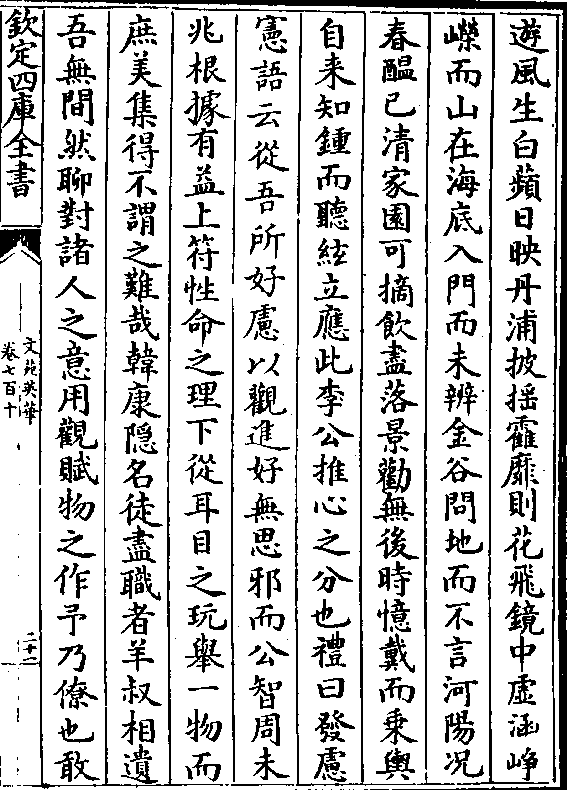 遊風生白蘋日映丹浦披揺霍靡則花飛鏡中虚涵崢
嶸而山在海底入門而未辨金谷問地而不言河陽况
春醖已清家園可摘飲盡落景勸無後時憶戴而乗輿
自来知鍾而聽絃立應此李公推心之分也禮曰發慮
憲語云從吾所好慮以觀進好無思邪而公智周未
兆根據有益上符性命之理下從耳目之玩舉一物而
庶美集得不謂之難哉韓康隠名徒盡職者羊叔相遺
吾無間然聊對諸人之意用觀賦物之作予乃僚也敢
欽定四庫全書
文苑英華
卷七百十
二十二